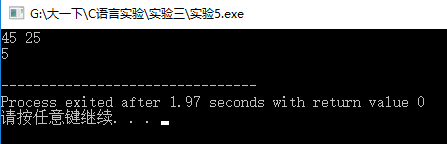 G:\大一下\C语言实验\实验三\实验5.exe
45 25
5
--------------------------------
Process exited after 1.97 seconds with return value 0
请按任意键继续. . .